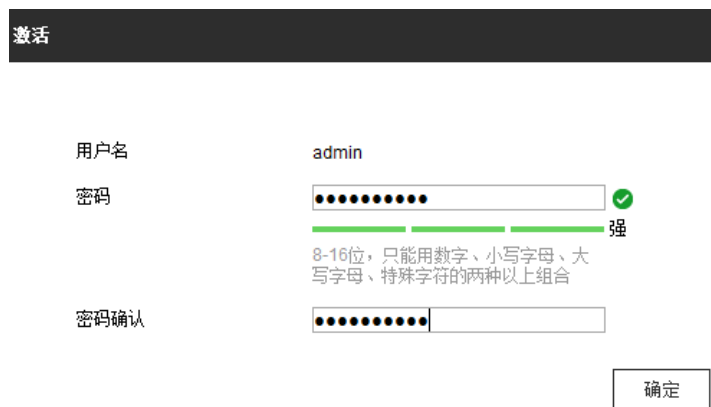 激活
用户名 admin
密码 ••••••••••
强
8-16位，只能用数字、小写字母、大
写字母、特殊字符的两种以上组合
密码确认 ••••••••••
确定